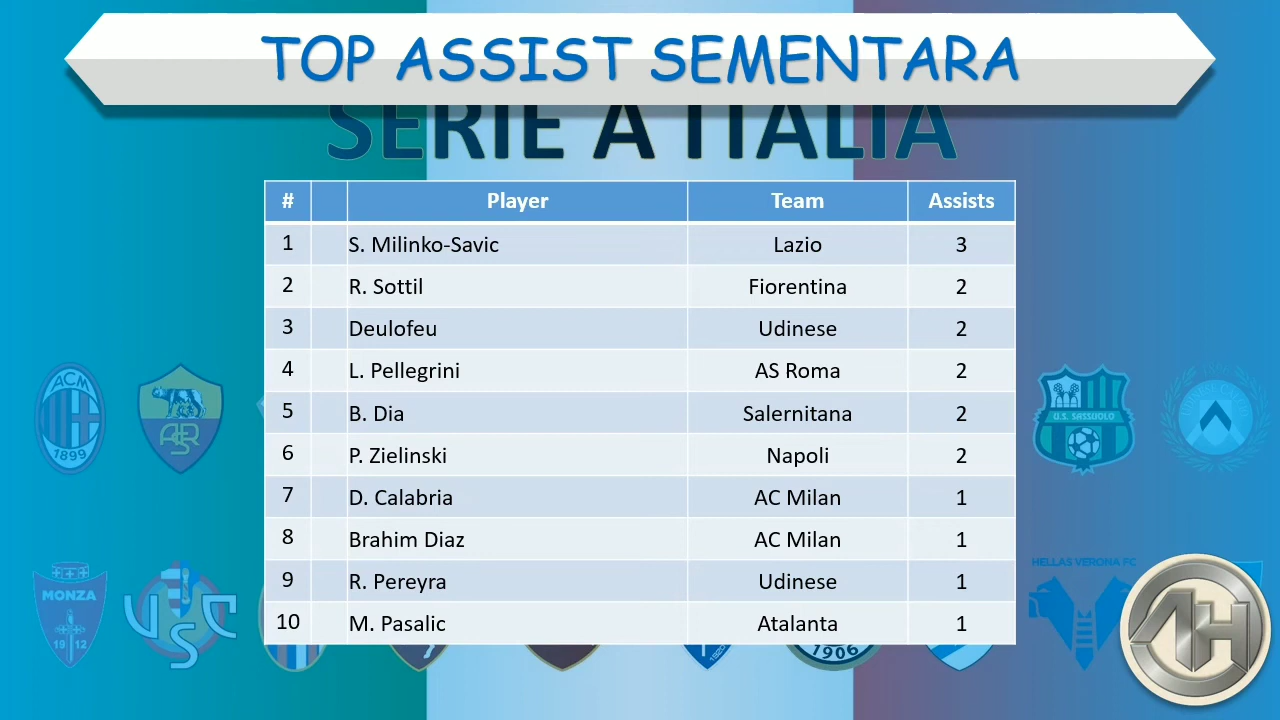 TOP ASSIST SEMENTARA
SERIE A ITALIA
# Player Team Assists
1 S. Milinko-Savic Lazio 3
2 R. Sottil Fiorentina 2
3 Deulofeu Udinese 2
4 L. Pellegrini AS Roma 2
5 B. Dia Salernitana 2
6 P. Zielinski Napoli 2
7 D. Calabria AC Milan 1
8 Brahim Diaz AC Milan 1
9 R. Pereyra Udinese 1
10 M. Pasalic Atalanta 1
ACM
1899
ASR
U.S. SASSUOLO
MONZA
1912
USC
1906
HELLAS VERONA FC
AH